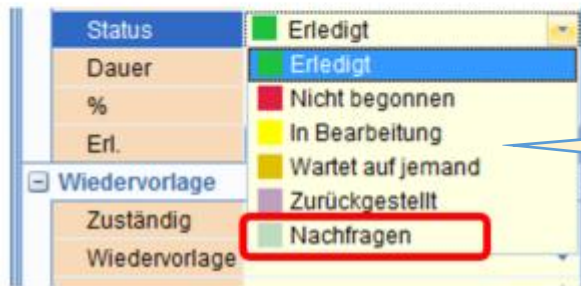 Status Erledigt
Dauer Erledigt
% Nicht begonnen
In Bearbeitung
Erl. Wartet auf jemand
Wiedervorlage Zurückgestellt
Zuständig Nachfragen
Wiedervorlage